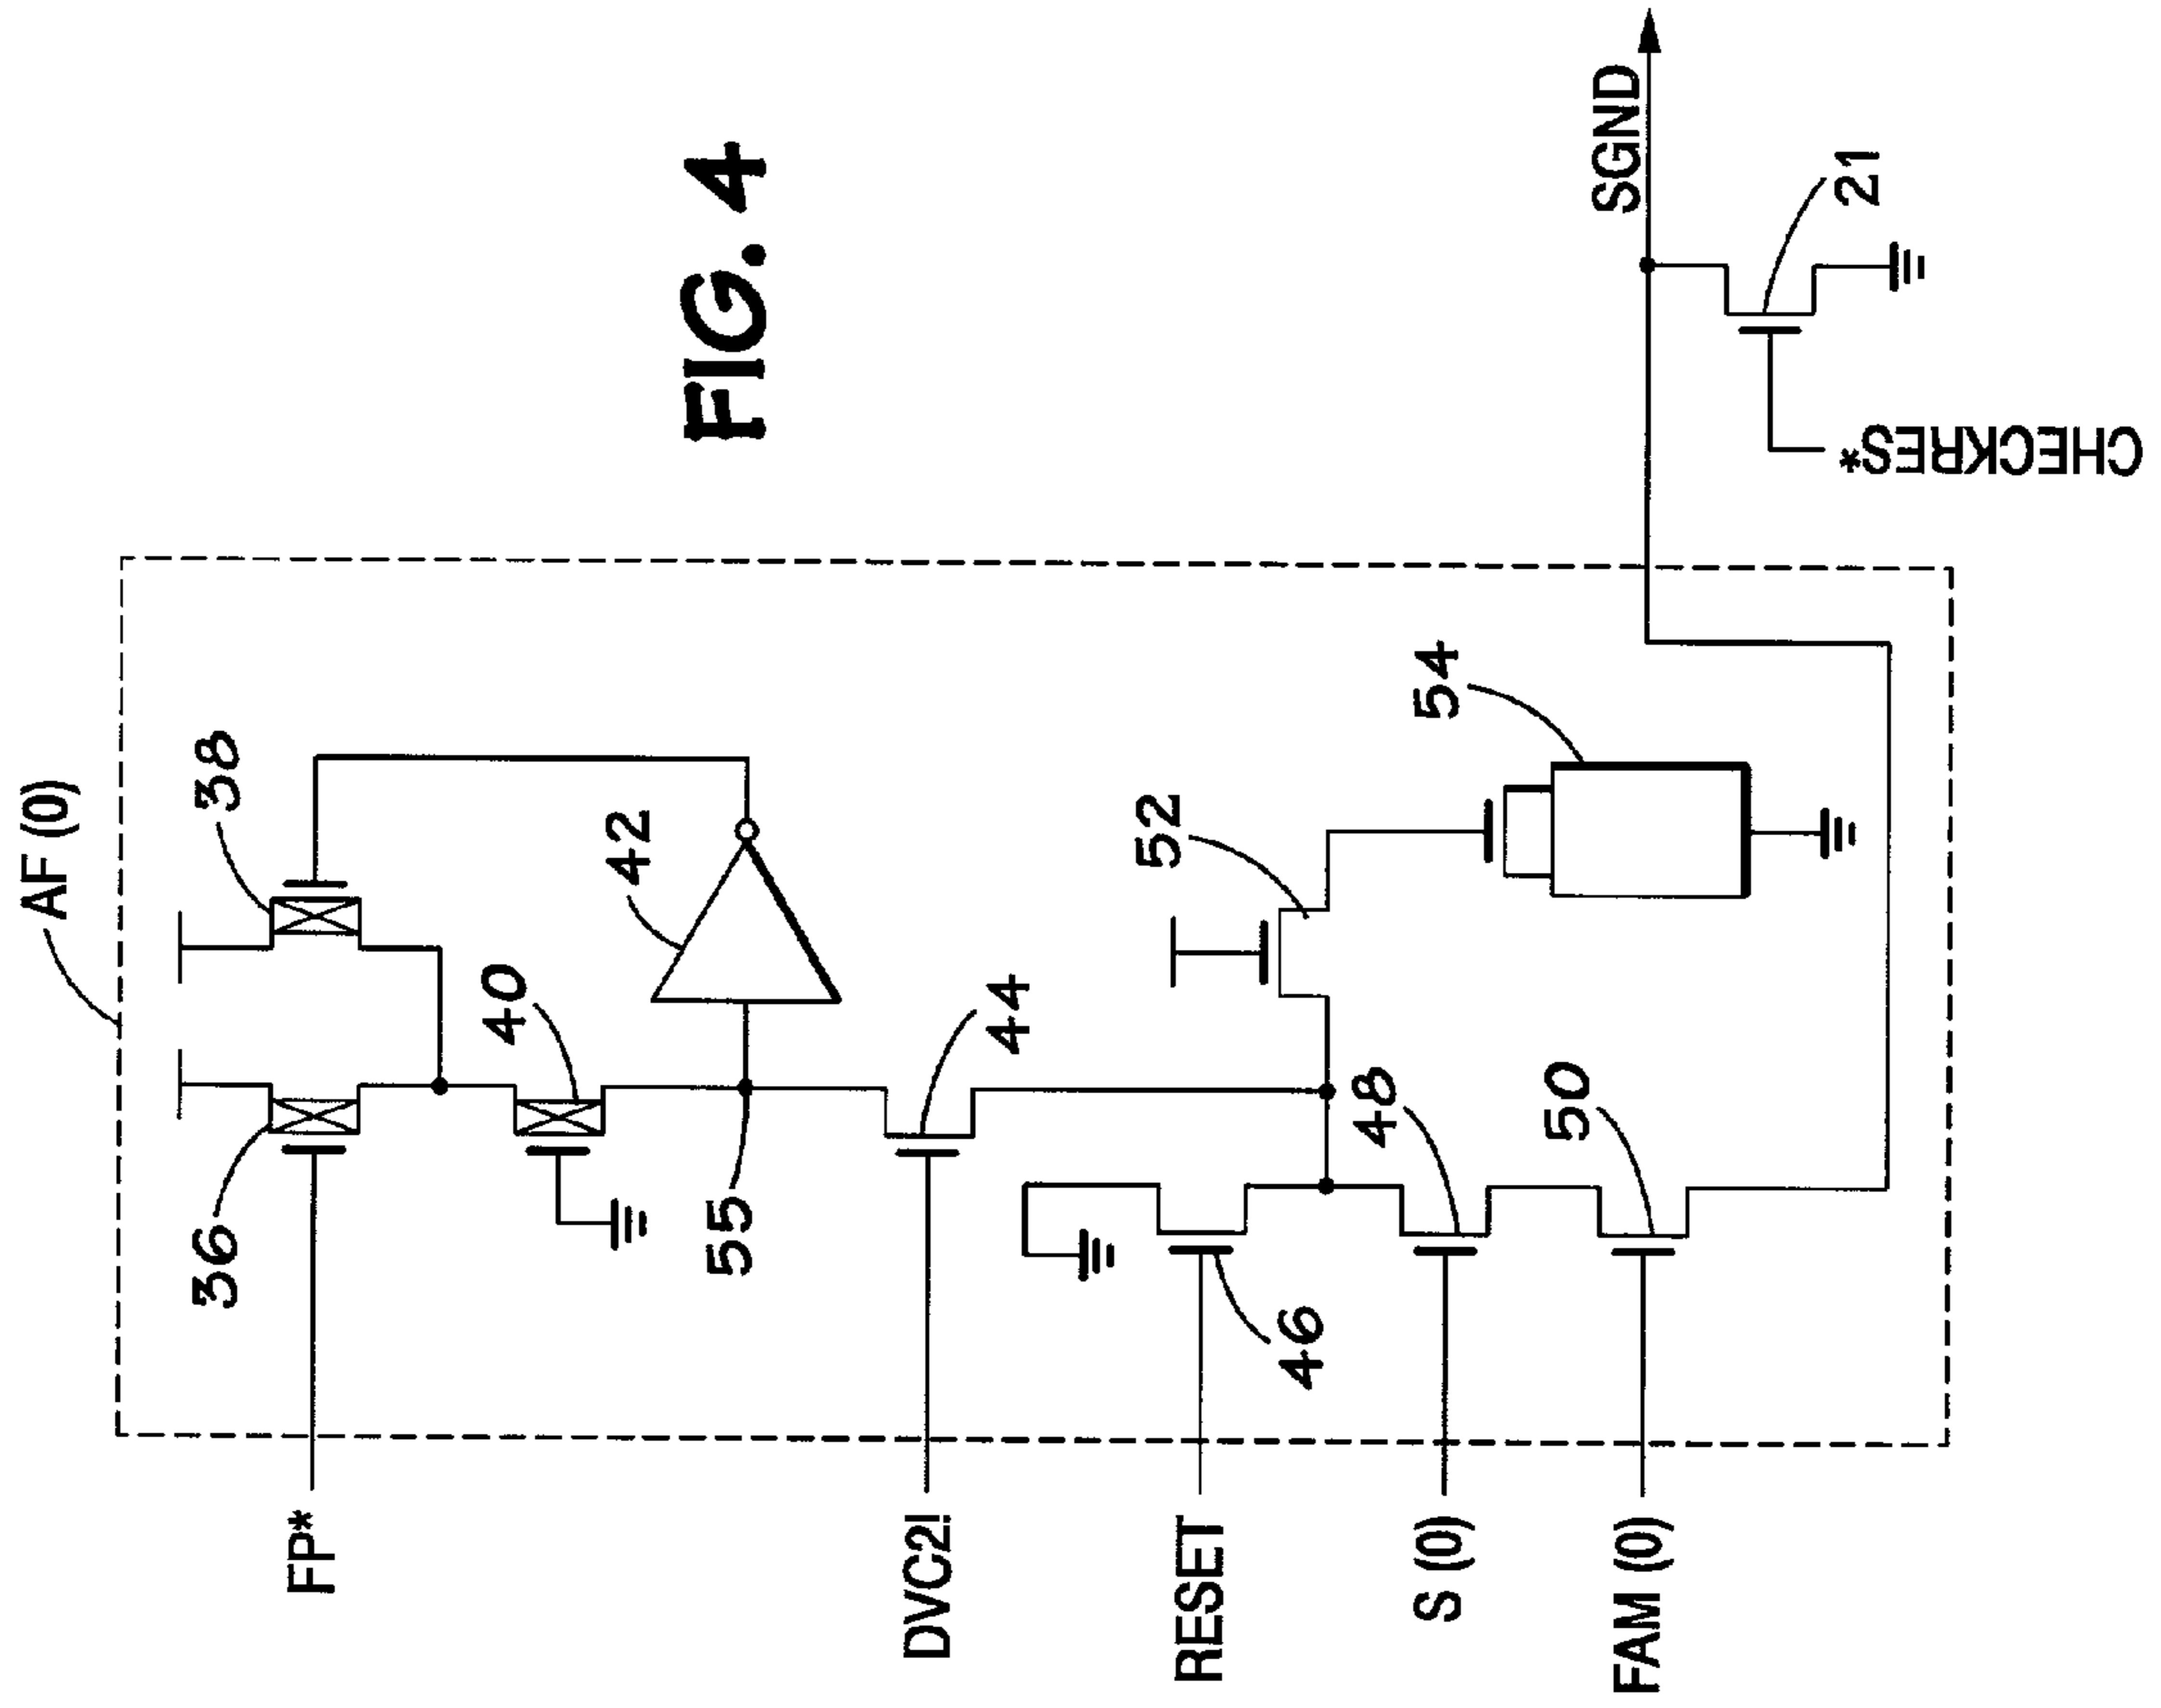 FIG. 4
AF (0)
36
38
40
42
55
44
46
48
50
52
54
21
FP*
DVC2!
RESET
S (0)
FAM (0)
SGND
CHECKRES*